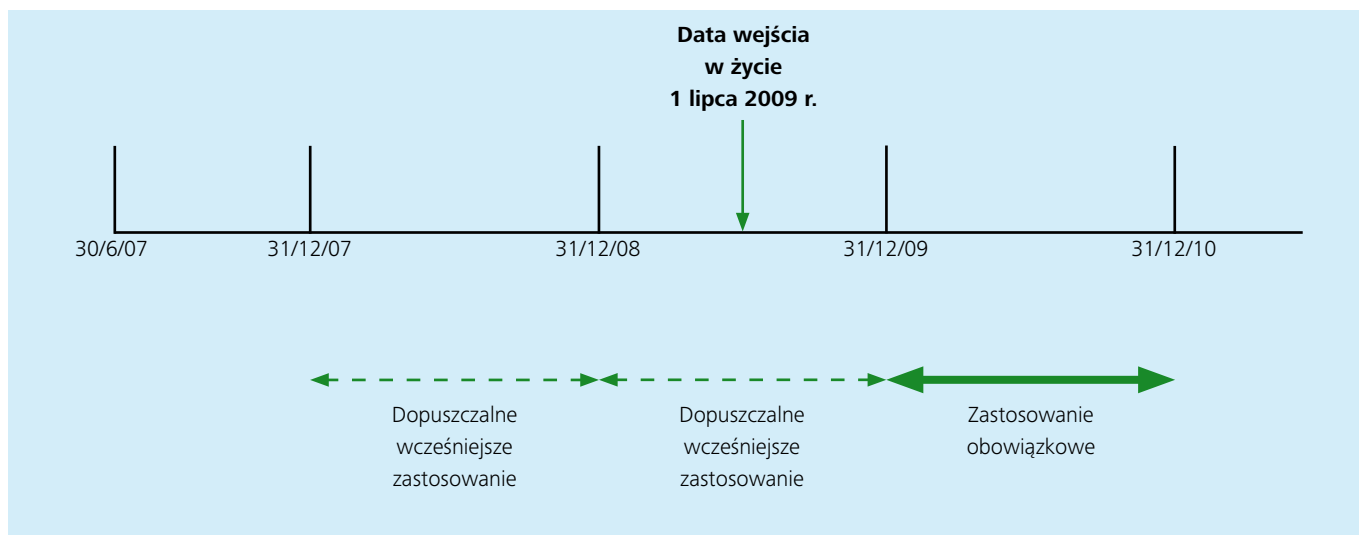 Data wejścia
w życie
1 lipca 2009 r.
30/6/07 31/12/07 31/12/08 31/12/09 31/12/10
Dopuszczalne
wcześniejsze
zastosowanie
Dopuszczalne
wcześniejsze
zastosowanie
Zastosowanie
obowiązkowe